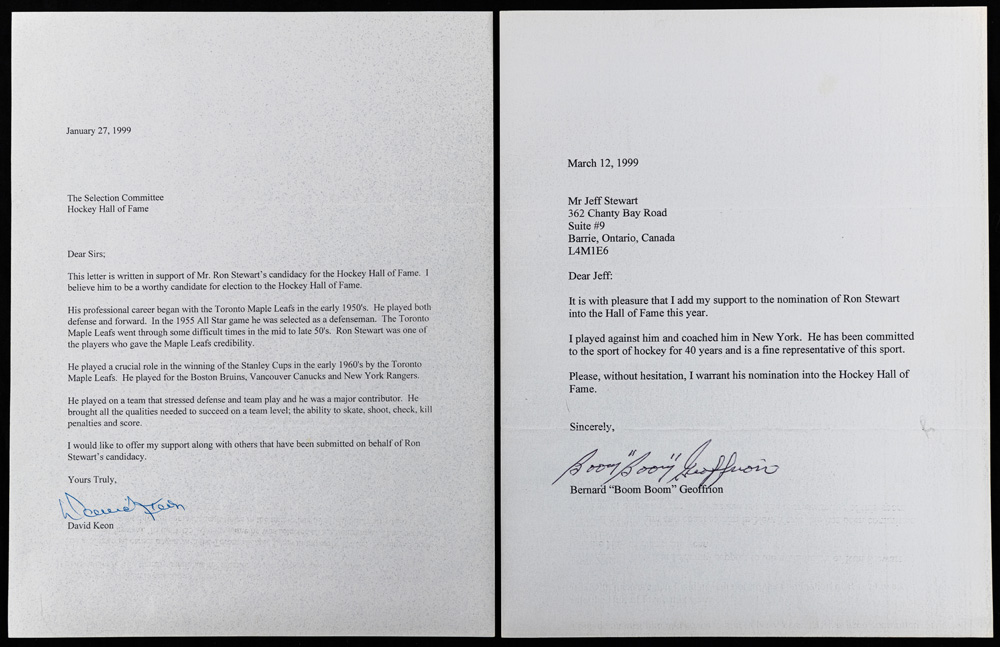 January 27, 1999
The Selection Committee
Hockey Hall of Fame
Dear Sirs;
This letter is written in support of Mr. Ron Stewart's candidacy for the Hockey Hall of Fame. I
believe him to be a worthy candidate for election to the Hockey Hall of Fame.
His professional career began with the Toronto Maple Leafs in the early 1950's. He played both
defense and forward. In the 1955 All Star game he was selected as a defenseman. The Toronto
Maple Leafs went through some difficult times in the mid to late 50's. Ron Stewart was one of
the players who gave the Maple Leafs credibility.
He played a crucial role in the winning of the Stanley Cups in the early 1960's by the Toronto
Maple Leafs. He played for the Boston Bruins, Vancouver Canucks and New York Rangers.
He played on a team that stressed defense and team play and he was a major contributor. He
brought all the qualities needed to succeed on a team level; the ability to skate, shoot, check, kill
penalties and score.
I would like to offer my support along with others that have been submitted on behalf of Ron
Stewart's candidacy.
Yours Truly,
David Keon
David Keon
March 12, 1999
Mr Jeff Stewart
362 Chanty Bay Road
Suite #9
Barrie, Ontario, Canada
L4M1E6
Dear Jeff:
It is with pleasure that I add my support to the nomination of Ron Stewart
into the Hall of Fame this year.
I played against him and coached him in New York. He has been committed
to the sport of hockey for 40 years and is a fine representative of this sport.
Please, without hesitation, I warrant his nomination into the Hockey Hall of
Fame.
Sincerely,
Boom "Boom" Geoffrion
Bernard "Boom Boom" Geoffrion